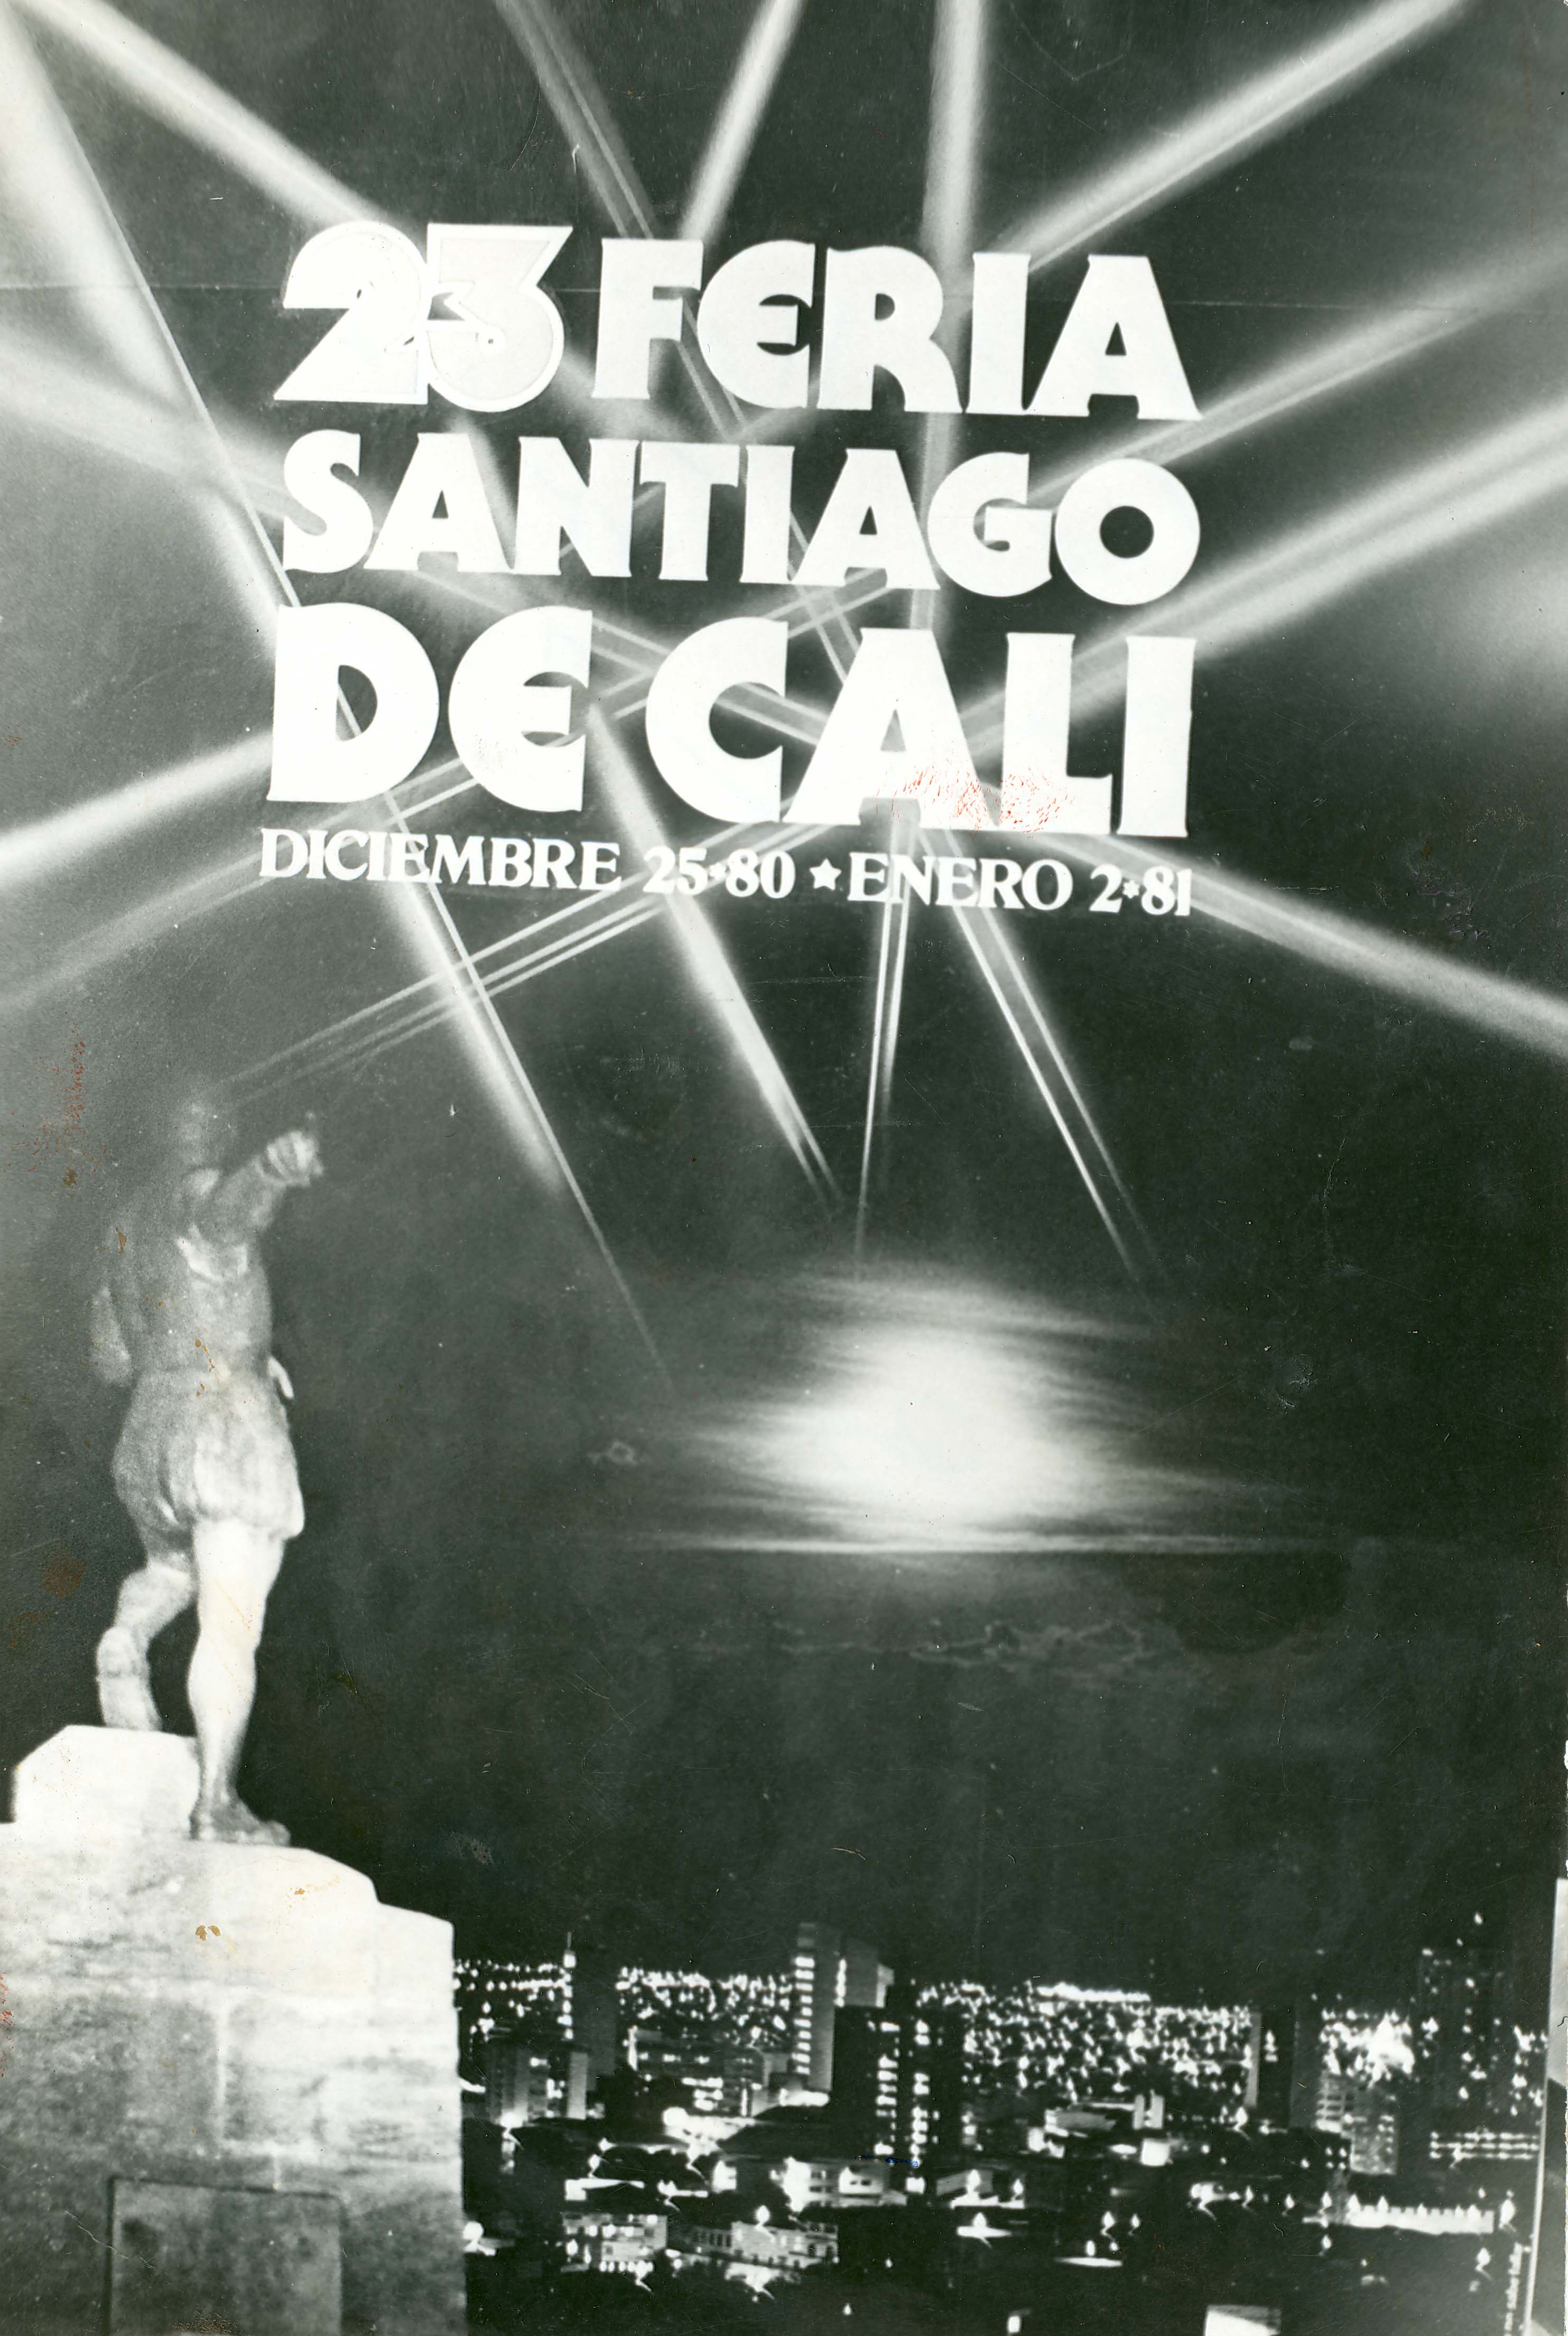 23 FERIA
SANTIAGO
DE CALI
DICIEMBRE 25·80 ★ ENERO 2·81